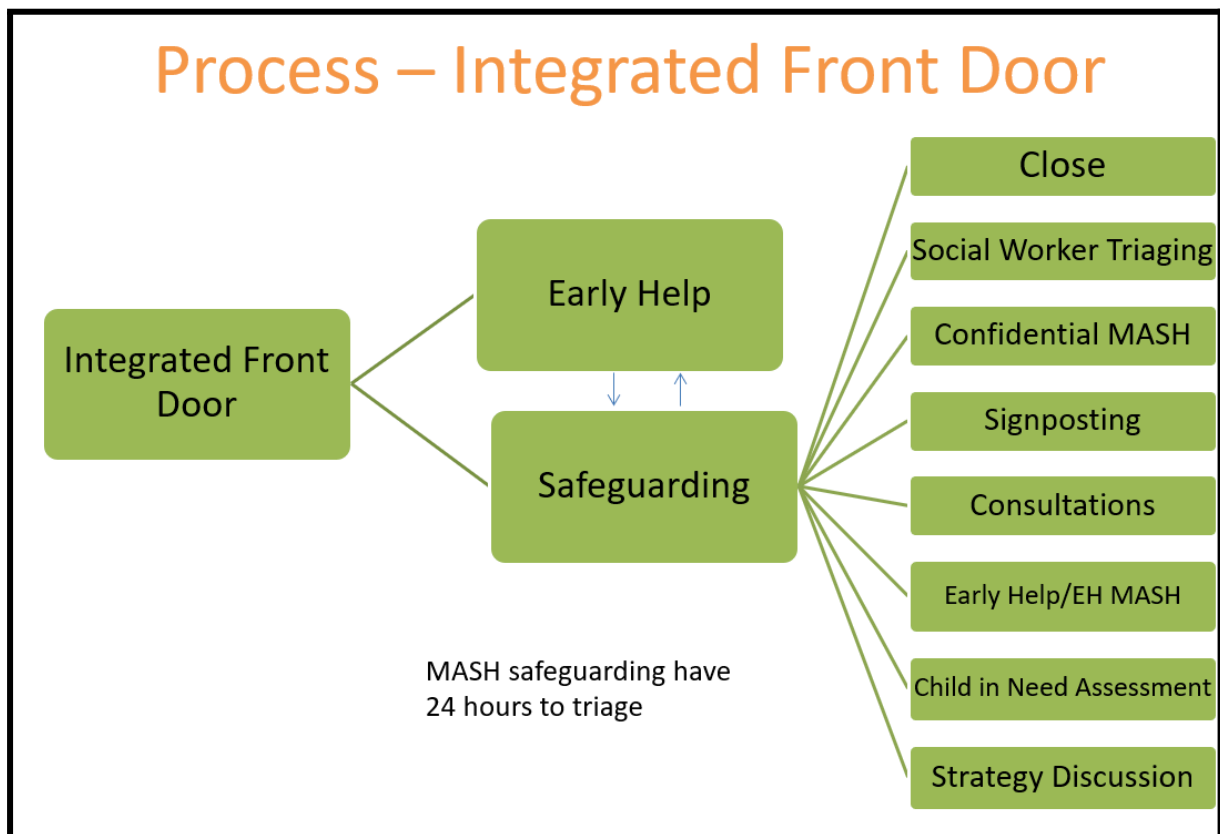 Process – Integrated Front Door
Integrated Front
Door
Early Help
Safeguarding
MASH safeguarding have
24 hours to triage
Close
Social Worker Triaging
Confidential MASH
Signposting
Consultations
Early Help/EH MASH
Child in Need Assessment
Strategy Discussion